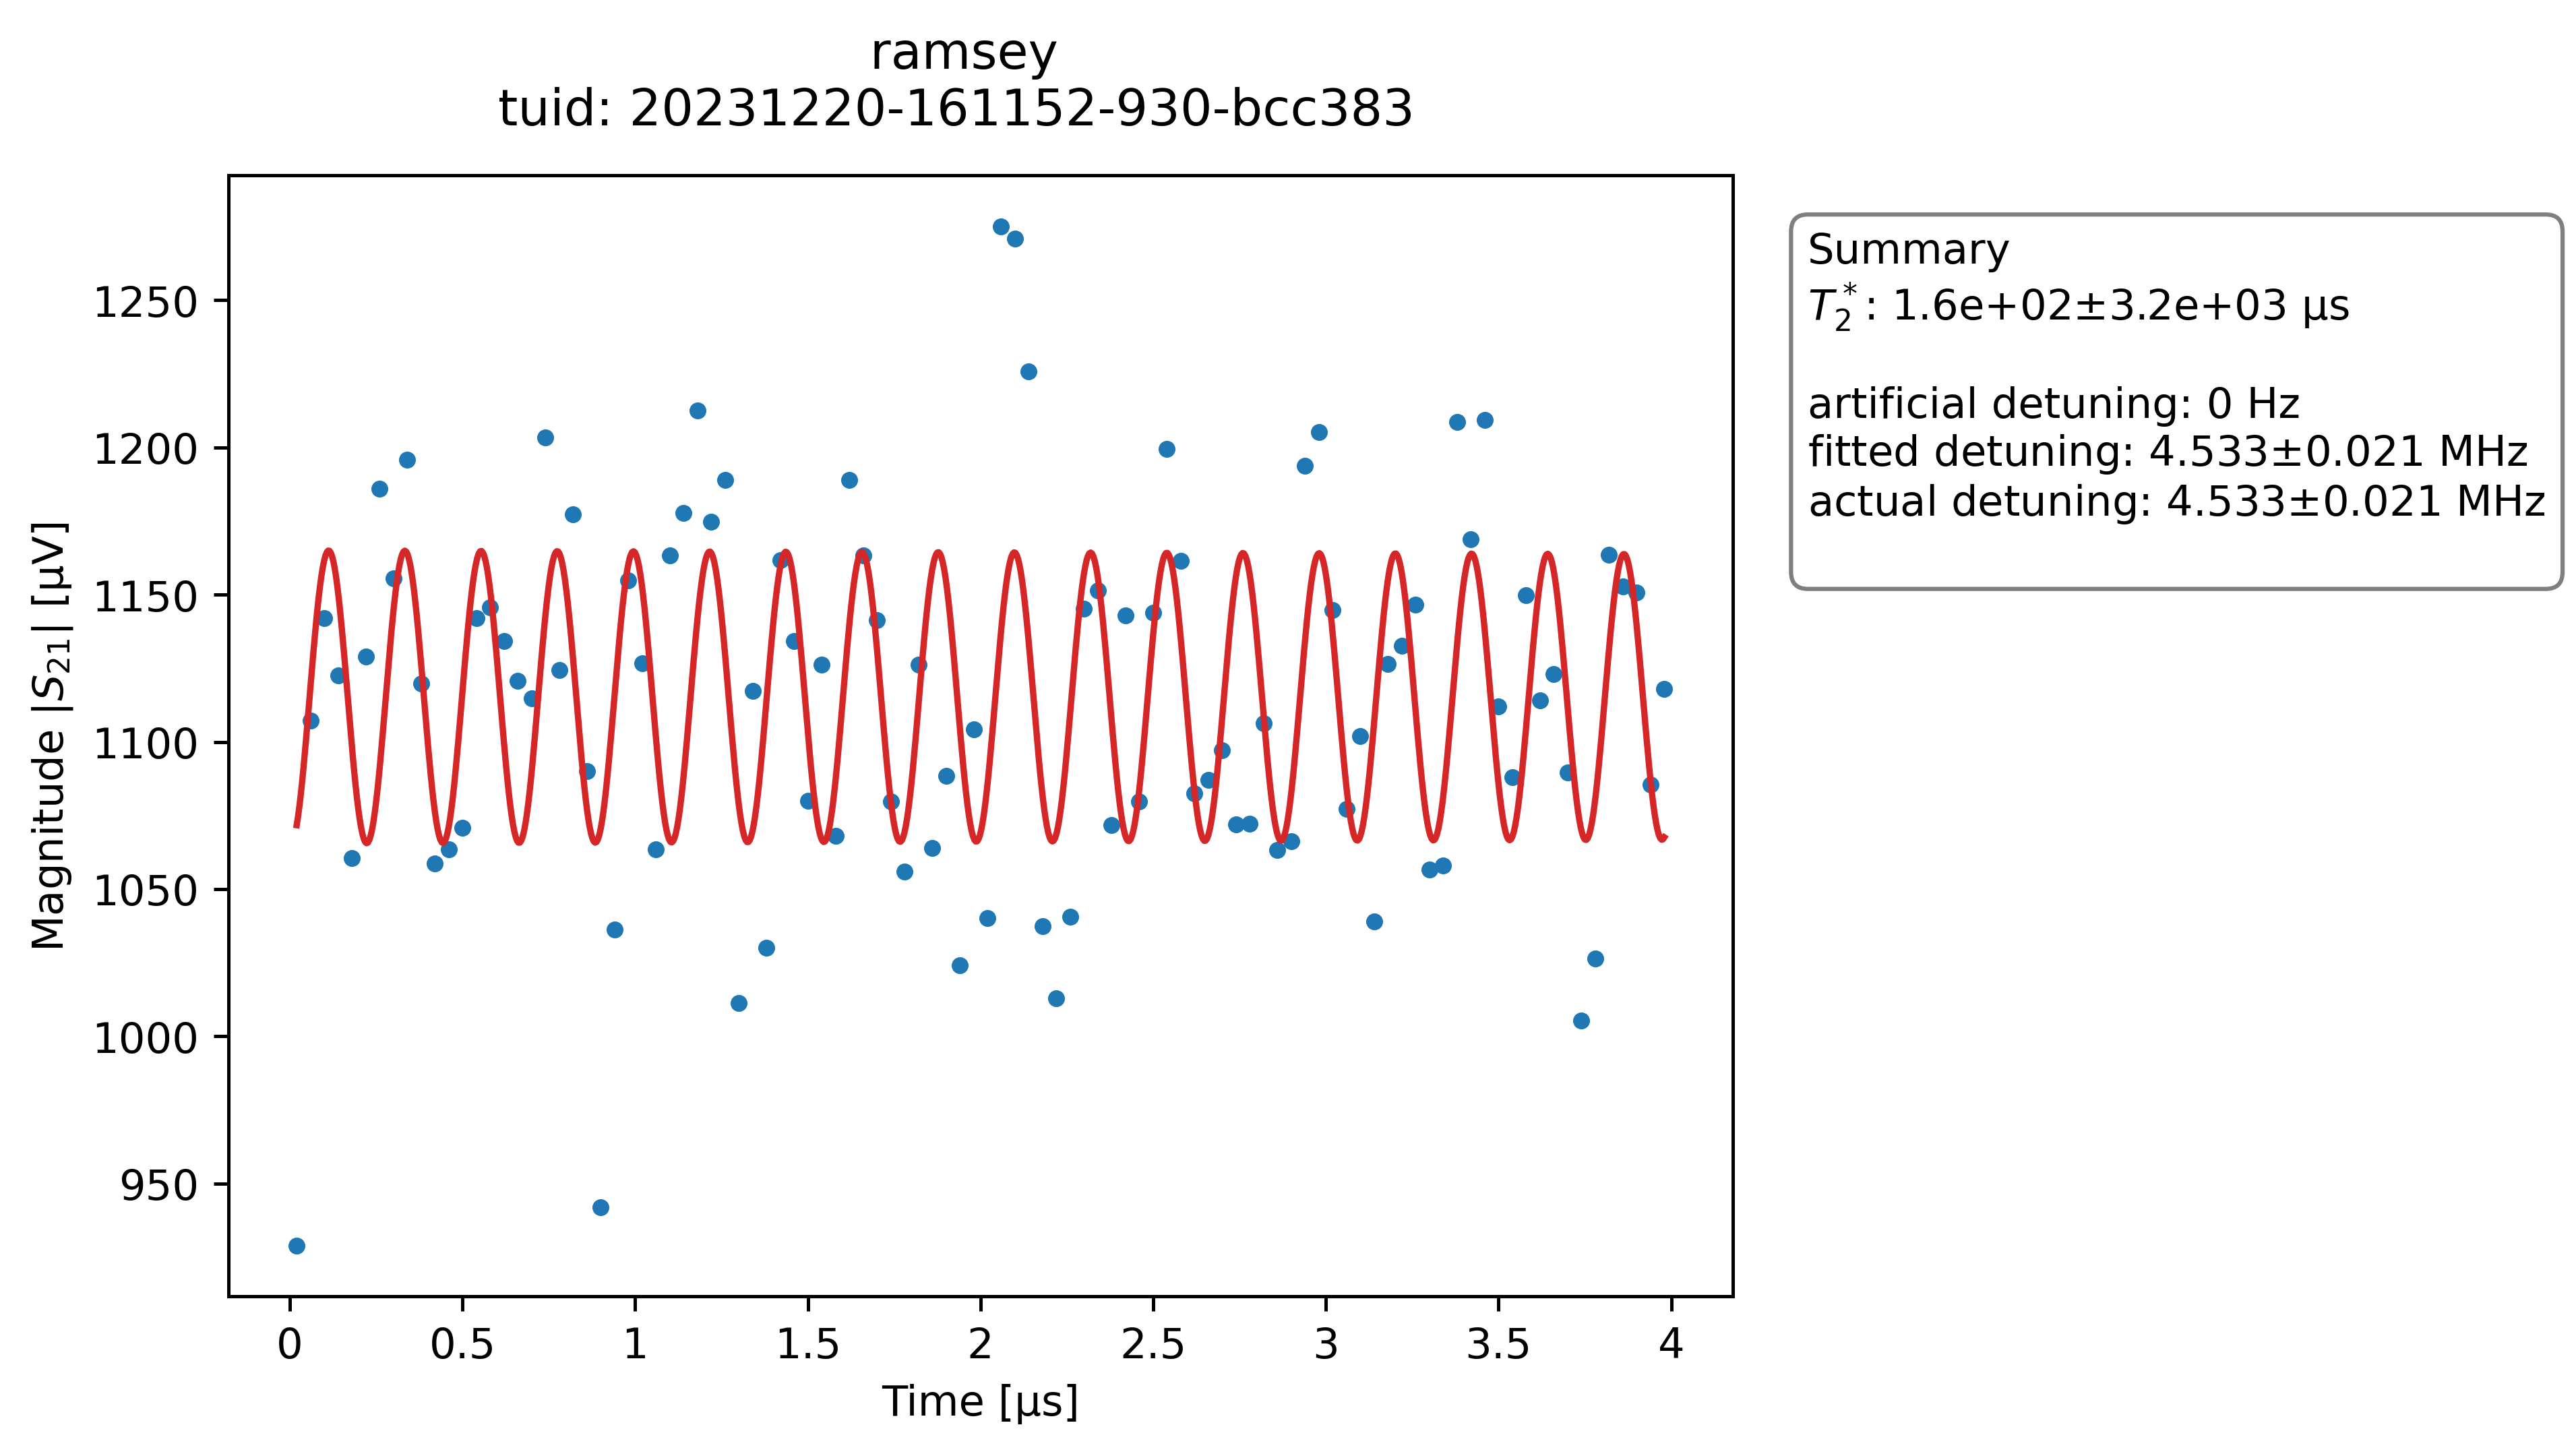 ramsey
tuid: 20231220-161152-930-bcc383
Magnitude |S21| [µV]
1250
1200
1150
1100
1050
1000
950
0 0.5 1 1.5 2 2.5 3 3.5 4
Time [µs]
Summary
T2*: 1.6e+02±3.2e+03 µs
artificial detuning: 0 Hz
fitted detuning: 4.533±0.021 MHz
actual detuning: 4.533±0.021 MHz